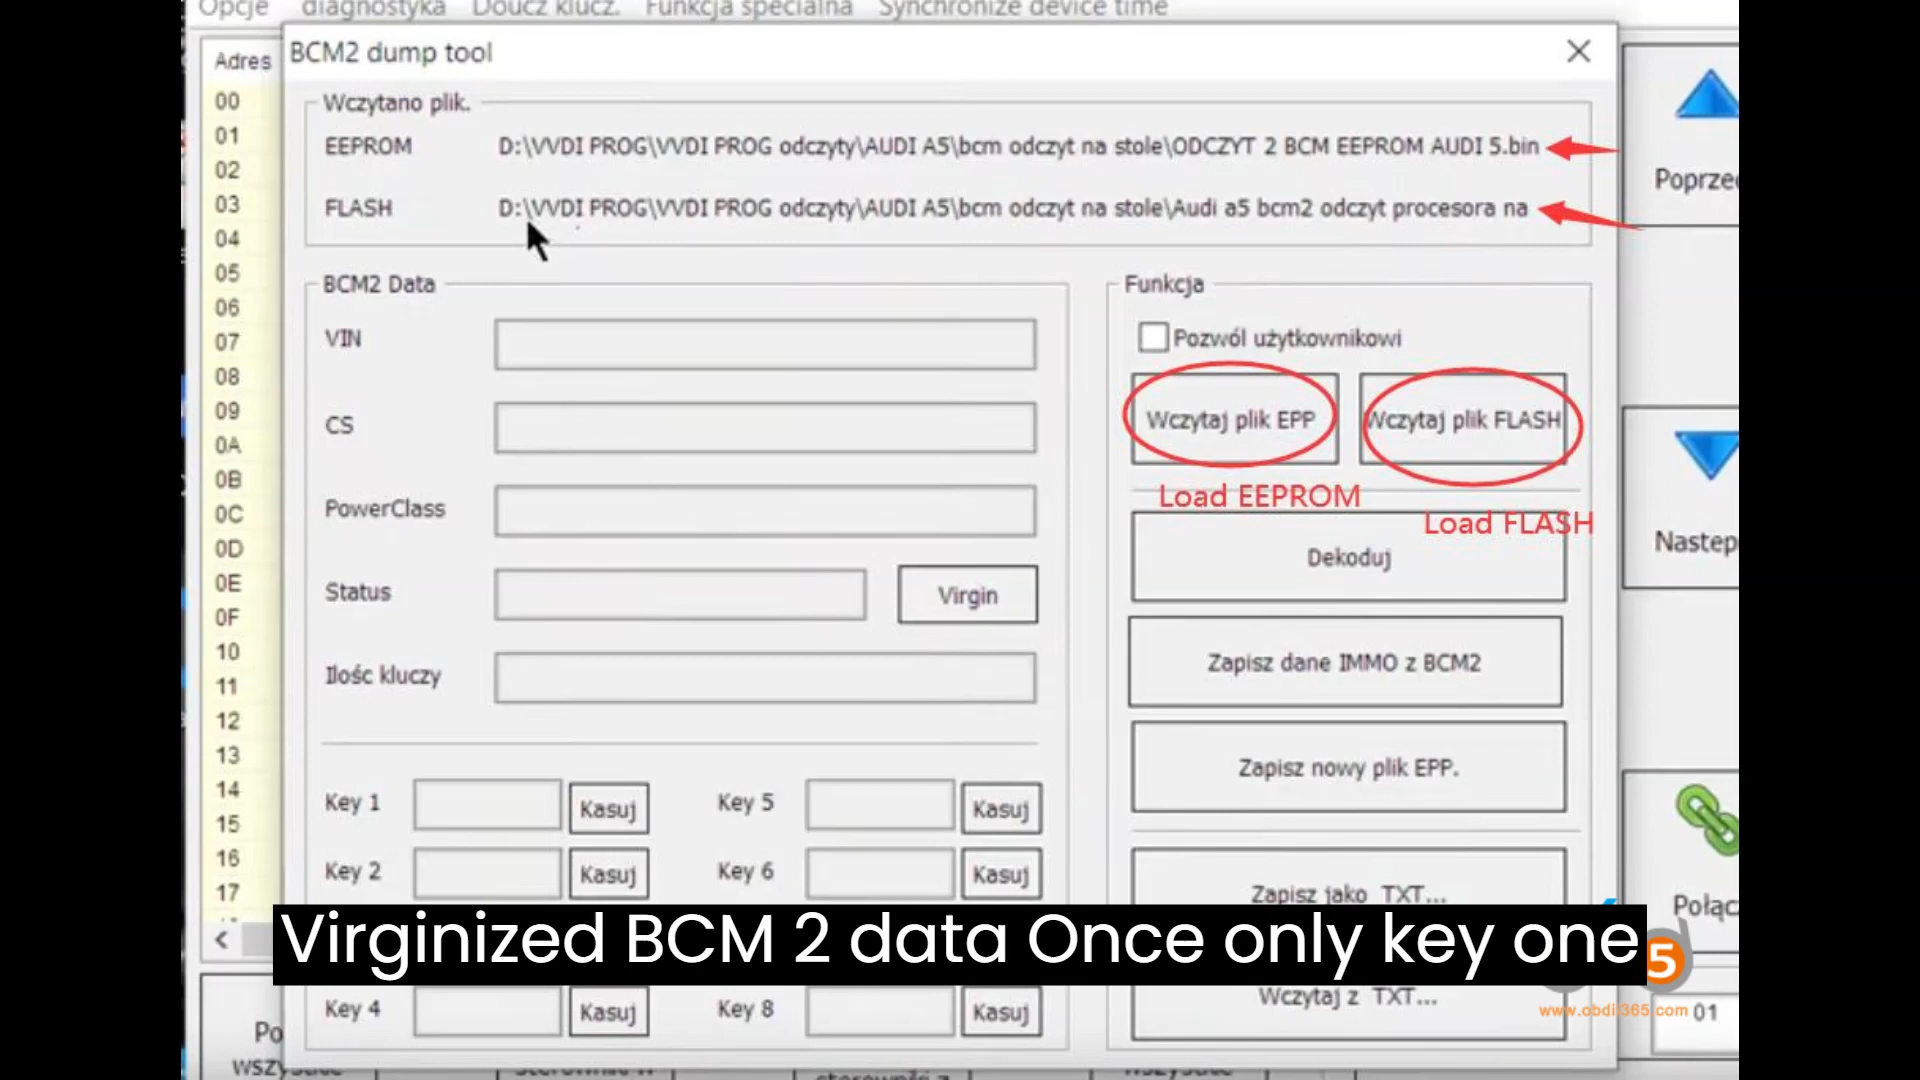 Opcje diagnostyka Doucz klucz. Funkcja specjalna Synchronize device time
BCM2 dump tool
Adres
00
01
02
03
04
05
06
07
08
09
0A
0B
0C
0D
0E
0F
10
11
12
13
14
15
16
17
Wczytano plik.
EEPROM D:\VVDI PROG\VVDI PROG odczyty\AUDI A5\bcm odczyt na stole\ODCZYT 2 BCM EEPROM AUDI 5.bin
FLASH D:\VVDI PROG\VVDI PROG odczyty\AUDI A5\bcm odczyt na stole\Audi a5 bcm2 odczyt procesora na
BCM2 Data
VIN
CS
PowerClass
Status Virgin
Ilośc kluczy
Key 1 Kasuj Key 5 Kasuj
Key 2 Kasuj Key 6 Kasuj
Key 4 Kasuj Key 8 Kasuj
Funkcja
Pozwól użytkownikowi
Wczytaj plik EPP Wczytaj plik FLASH
Load EEPROM
Load FLASH
Dekoduj
Zapisz dane IMMO z BCM2
Zapisz nowy plik EPP.
Zapisz jako TXT...
Wczytaj z TXT...
Poprze
Nastep
Połąc
01
Virginized BCM 2 data Once only key one
5
www.obdii365.com
Po